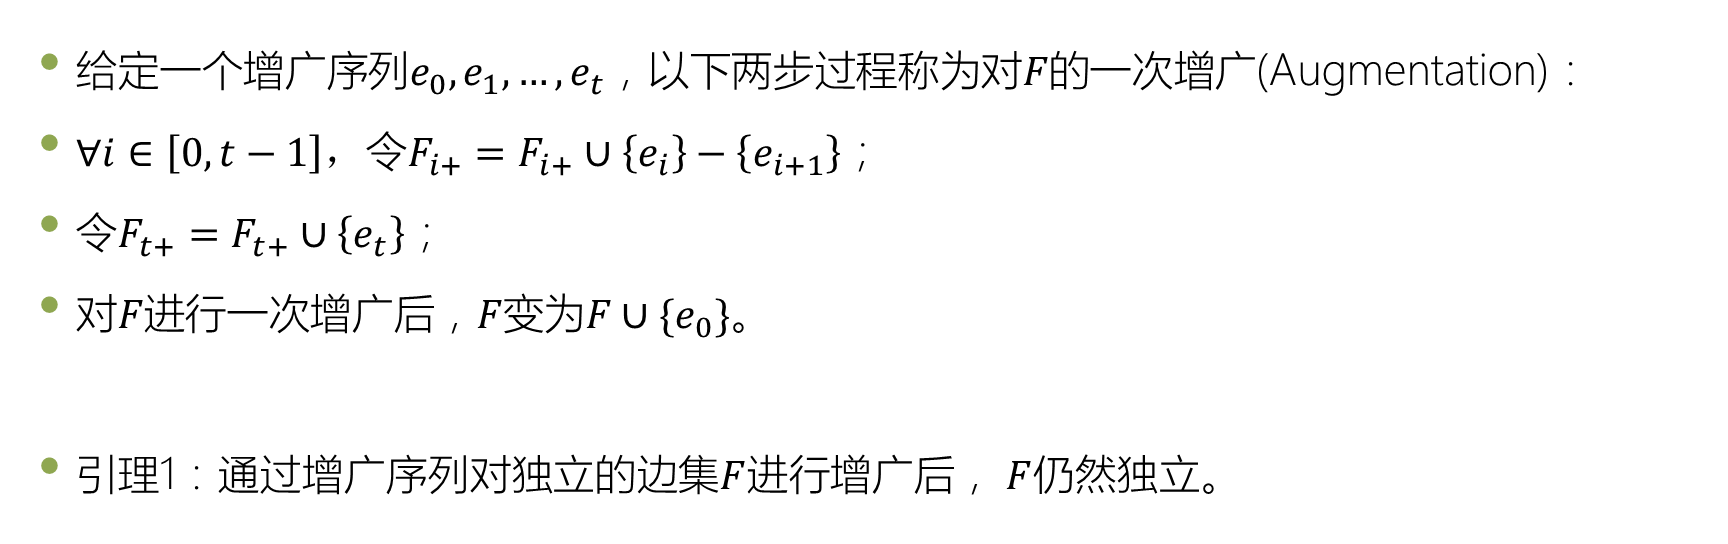 • 给定一个增广序列e₀, e₁, … , eₜ，以下两步过程称为对F的一次增广(Augmentation)：
• ∀i ∈ [0, t − 1]，令Fᵢ₊ = Fᵢ₊ ∪ {eᵢ} − {eᵢ₊₁}；
• 令Fₜ₊ = Fₜ₊ ∪ {eₜ}；
• 对F进行一次增广后，F变为F ∪ {e₀}。
• 引理1：通过增广序列对独立的边集F进行增广后， F仍然独立。